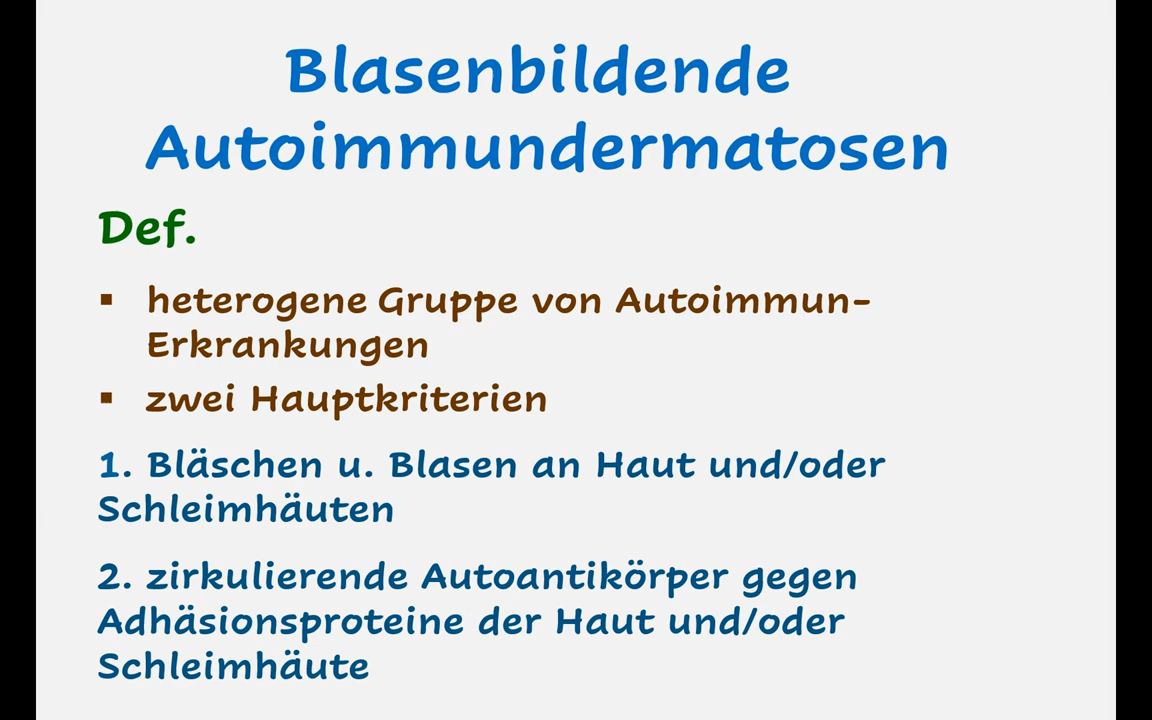 Blasenbildende
Autoimmundermatosen
Def.
▪ heterogene Gruppe von Autoimmun-
Erkrankungen
▪ zwei Hauptkriterien
1. Bläschen u. Blasen an Haut und/oder
Schleimhäuten
2. zirkulierende Autoantikörper gegen
Adhäsionsproteine der Haut und/oder
Schleimhäute